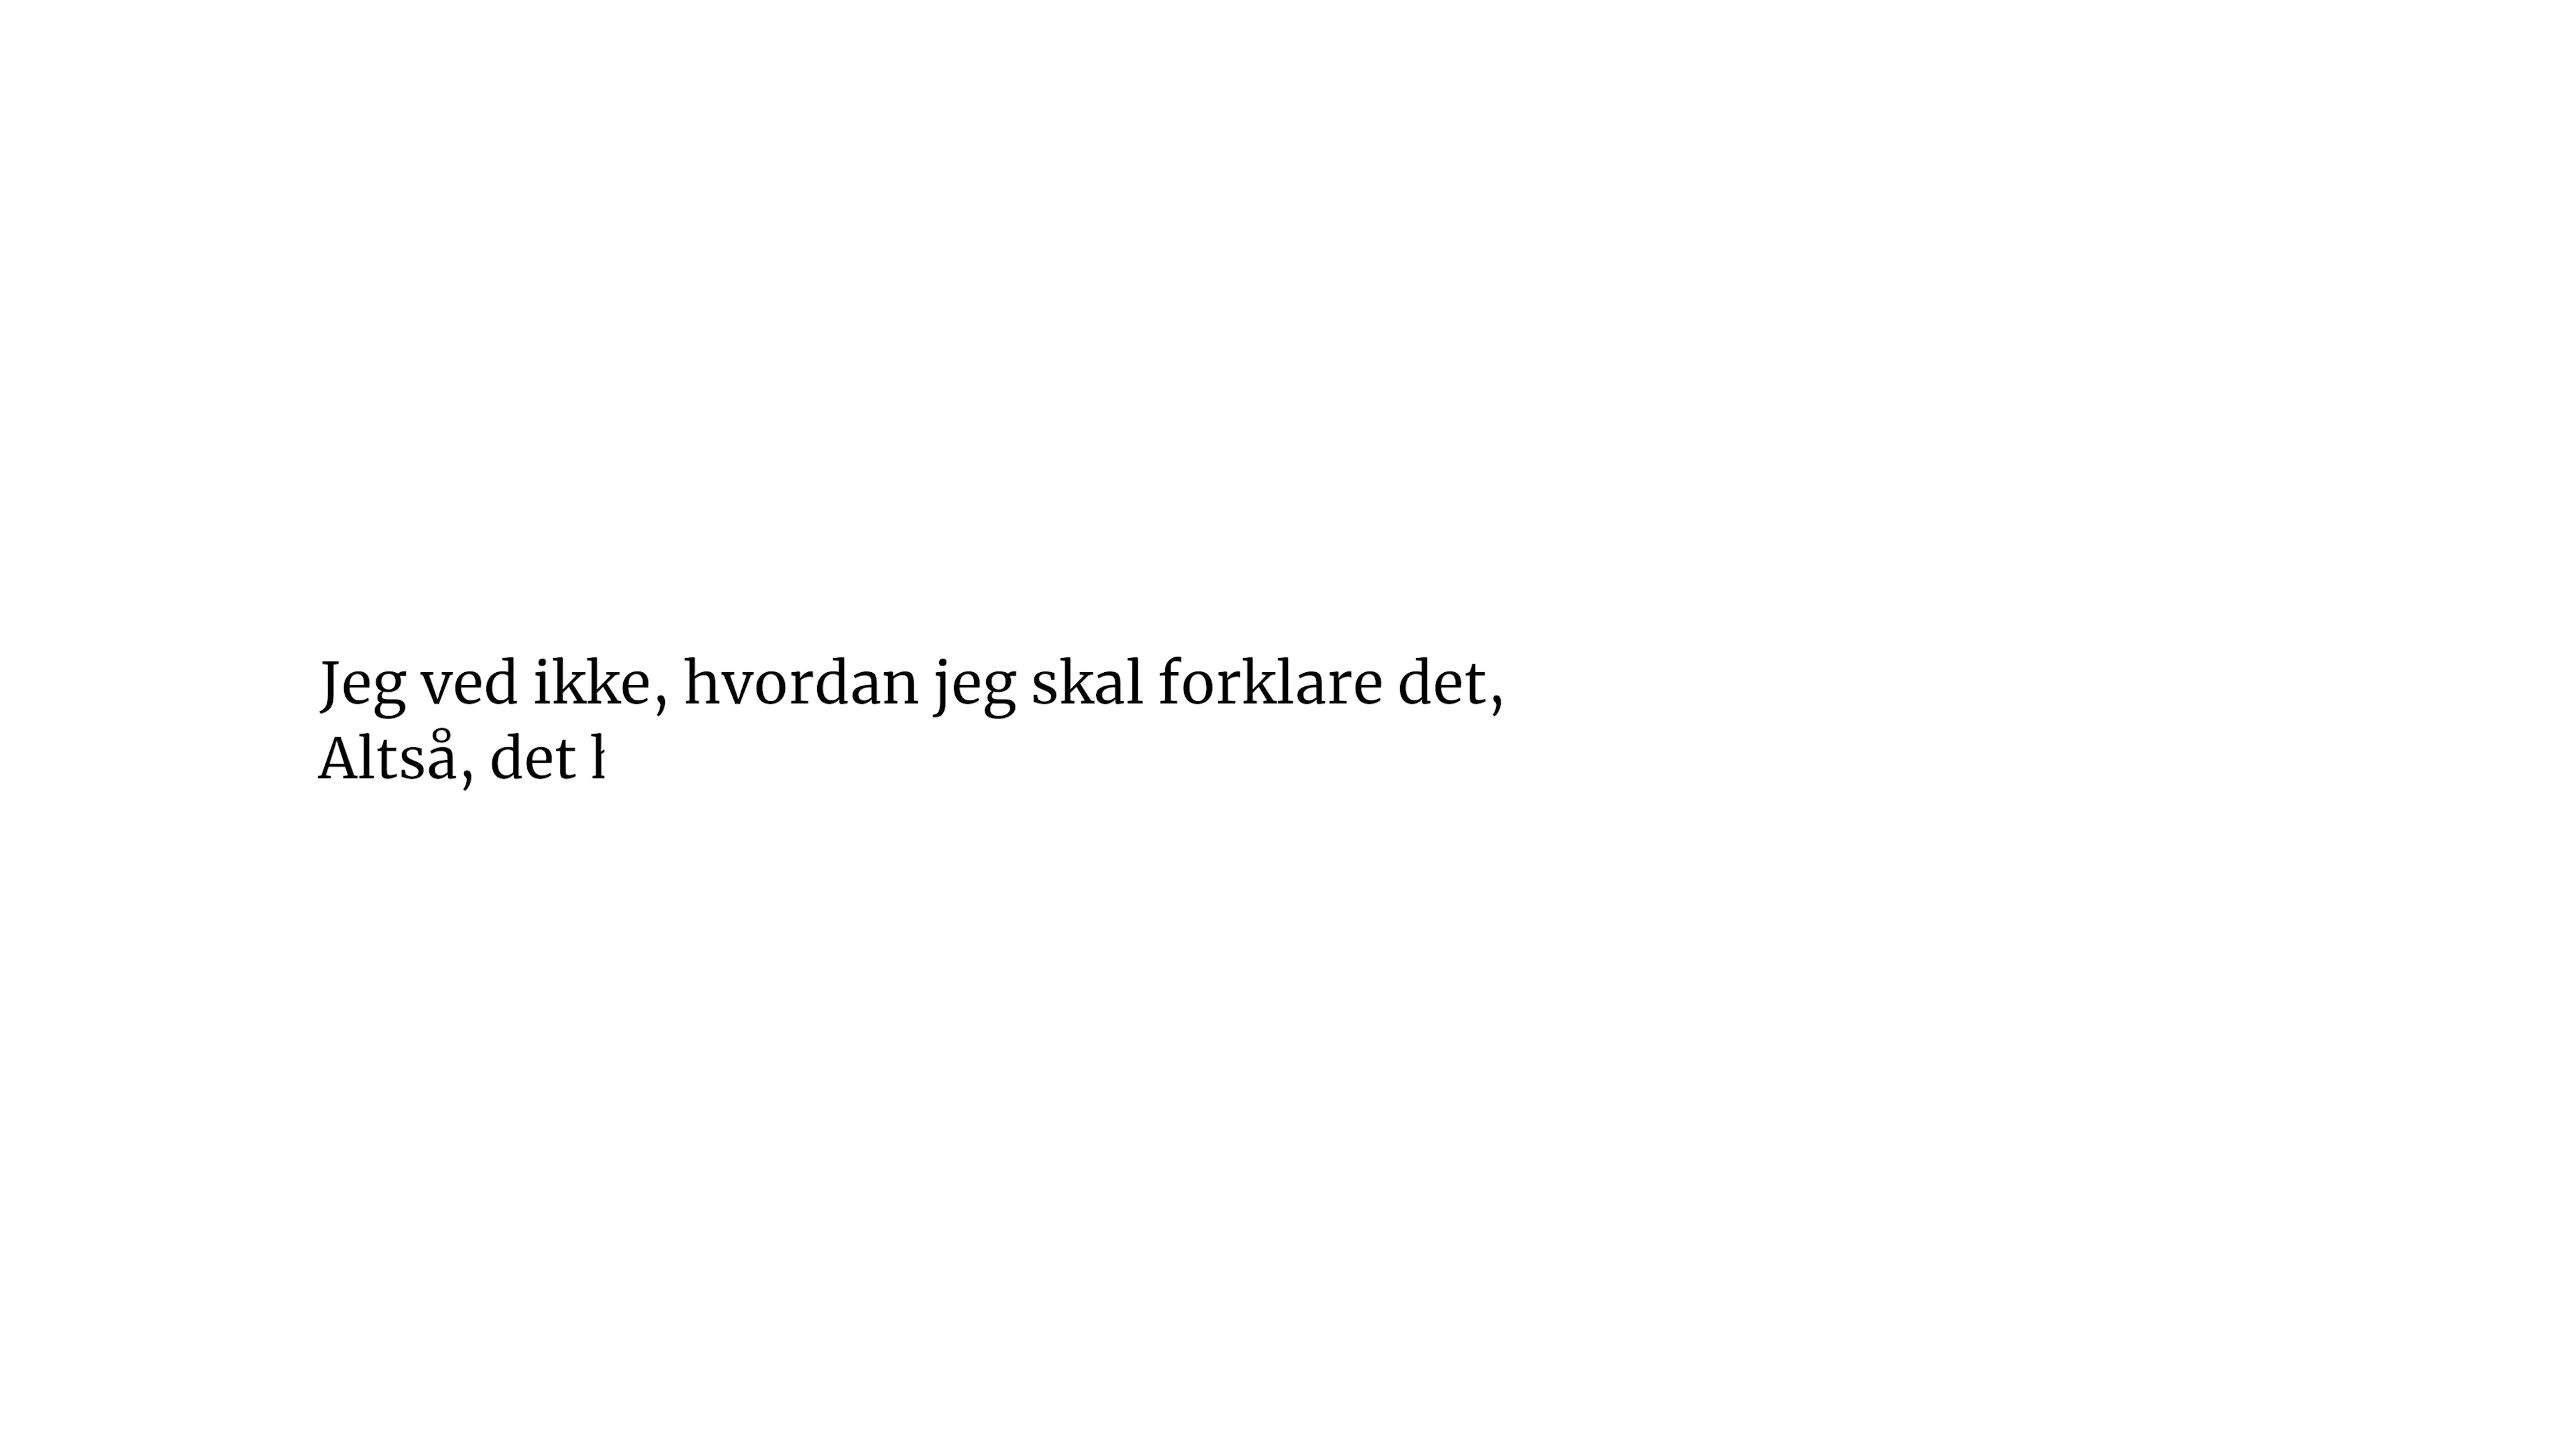 Jeg ved ikke, hvordan jeg skal forklare det,
Altså, det